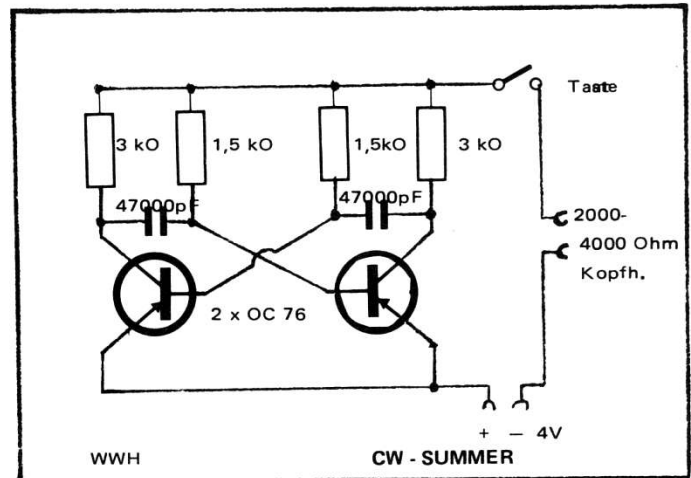 Taste
3 kO
1,5 kO
1,5kO
3 kO
47000pF
47000pF
2000-
4000 Ohm
Kopfh.
2 x OC 76
+ – 4V
WWH
CW - SUMMER